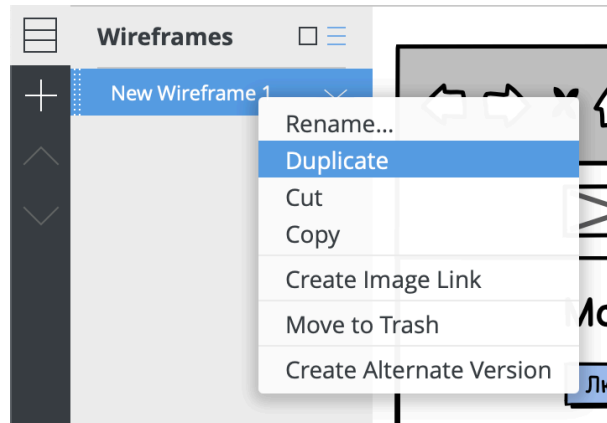 Wireframes
New Wireframe 1
Rename...
Duplicate
Cut
Copy
Create Image Link
Move to Trash
Create Alternate Version